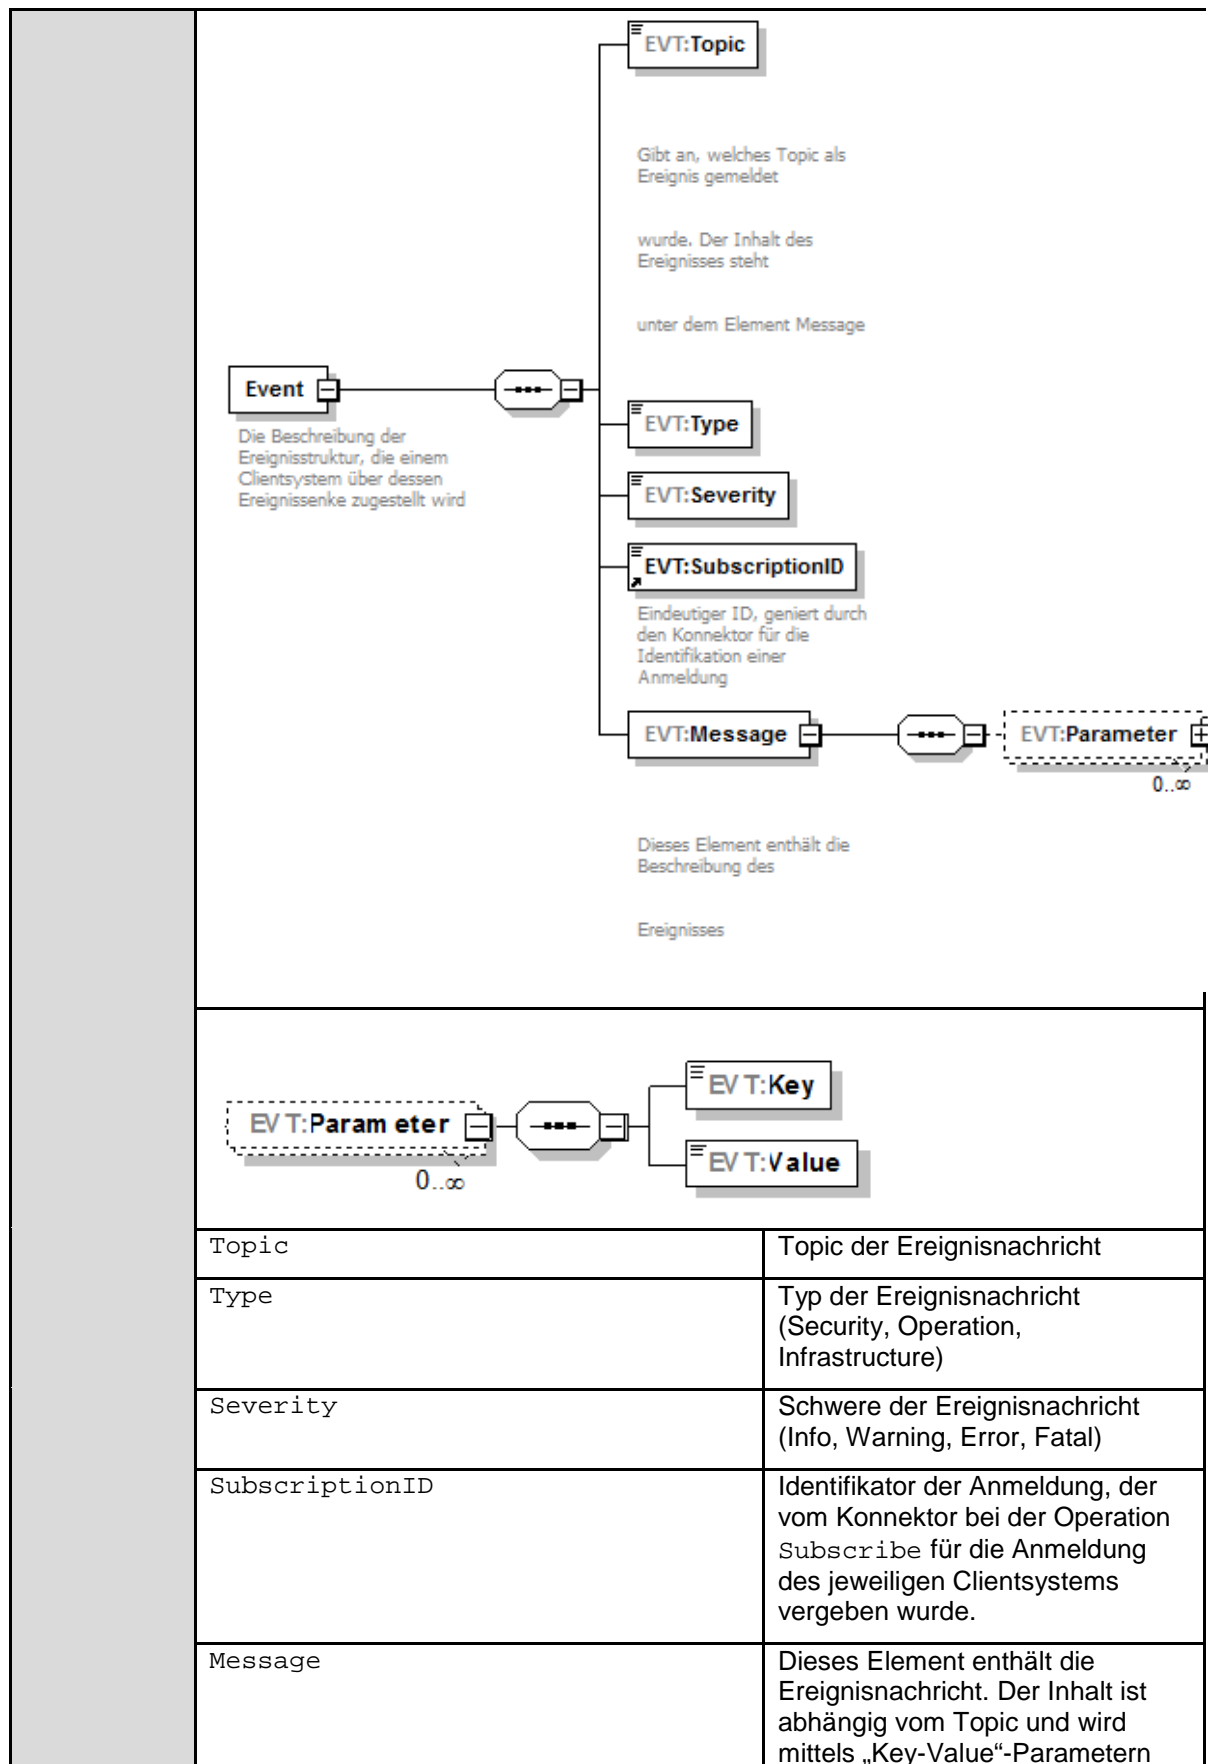 EVT:Topic
Gibt an, welches Topic als
Ereignis gemeldet
wurde. Der Inhalt des
Ereignisses steht
unter dem Element Message
Event
Die Beschreibung der
Ereignisstruktur, die einem
Clientsystem über dessen
Ereignissenke zugestellt wird
EVT:Type
EVT:Severity
EVT:SubscriptionID
Eindeutiger ID, geniert durch
den Konnektor für die
Identifikation einer
Anmeldung
EVT:Message
EVT:Parameter
0..∞
Dieses Element enthält die
Beschreibung des
Ereignisses
EVT:Parameter
0..∞
EVT:Key
EVT:Value
Topic
Topic der Ereignisnachricht
Type
Typ der Ereignisnachricht
(Security, Operation,
Infrastructure)
Severity
Schwere der Ereignisnachricht
(Info, Warning, Error, Fatal)
SubscriptionID
Identifikator der Anmeldung, der
vom Konnektor bei der Operation
Subscribe für die Anmeldung
des jeweiligen Clientsystems
vergeben wurde.
Message
Dieses Element enthält die
Ereignisnachricht. Der Inhalt ist
abhängig vom Topic und wird
mittels „Key-Value“-Parametern